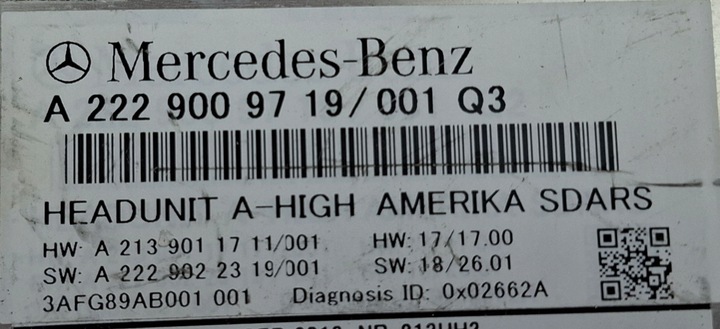 Mercedes-Benz
A 222 900 97 19/001 Q3
HEADUNIT A-HIGH AMERIKA SDARS
HW: A 213 901 17 11/001 HW: 17/17.00
SW: A 222 902 23 19/001 SW: 18/26.01
3AFG89AB001 001 Diagnosis ID: 0x02662A